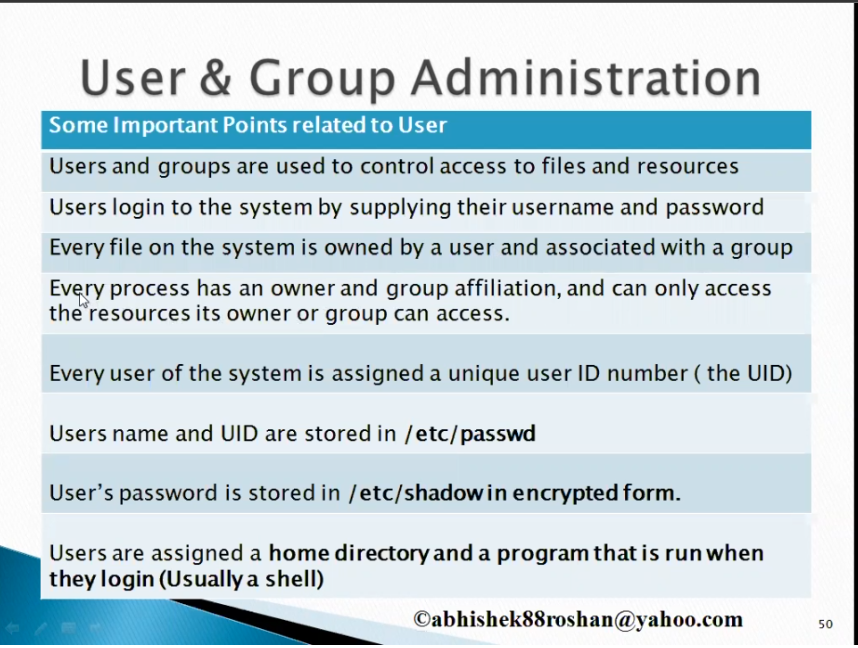 User & Group Administration
Some Important Points related to User
Users and groups are used to control access to files and resources
Users login to the system by supplying their username and password
Every file on the system is owned by a user and associated with a group
Every process has an owner and group affiliation, and can only access
the resources its owner or group can access.
Every user of the system is assigned a unique user ID number ( the UID)
Users name and UID are stored in /etc/passwd
User's password is stored in /etc/shadow in encrypted form.
Users are assigned a home directory and a program that is run when
they login (Usually a shell)
©abhishek88roshan@yahoo.com
50